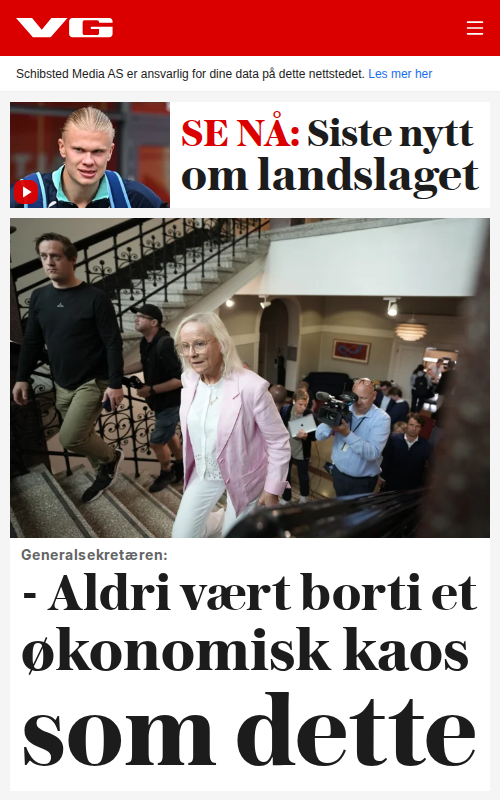 VG
Schibsted Media AS er ansvarlig for dine data på dette nettstedet. Les mer her
SE NÅ: Siste nytt
om landslaget
Generalsekretæren:
- Aldri vært borti et
økonomisk kaos
som dette